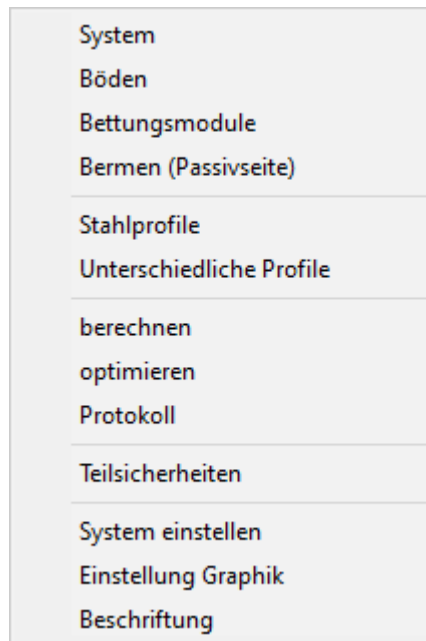 System
Böden
Bettungsmodule
Bermen (Passivseite)
Stahlprofile
Unterschiedliche Profile
berechnen
optimieren
Protokoll
Teilsicherheiten
System einstellen
Einstellung Graphik
Beschriftung